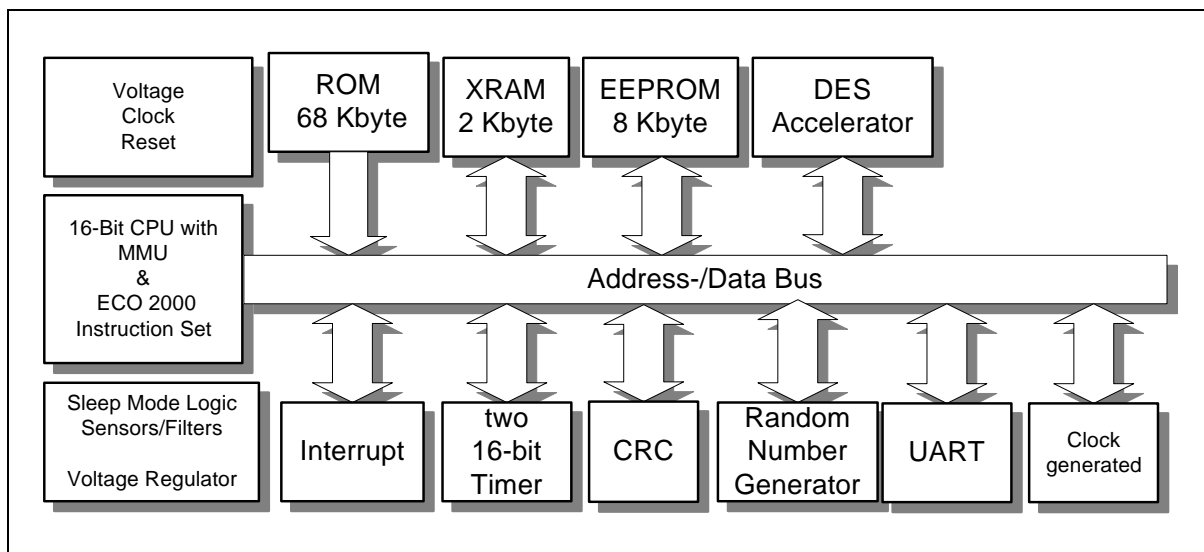 Voltage
Clock
Reset
ROM
68 Kbyte
XRAM
2 Kbyte
EEPROM
8 Kbyte
DES
Accelerator
16-Bit CPU with
MMU
&
ECO 2000
Instruction Set
Address-/Data Bus
Sleep Mode Logic
Sensors/Filters
Voltage Regulator
Interrupt
two
16-bit
Timer
CRC
Random
Number
Generator
UART
Clock
generated